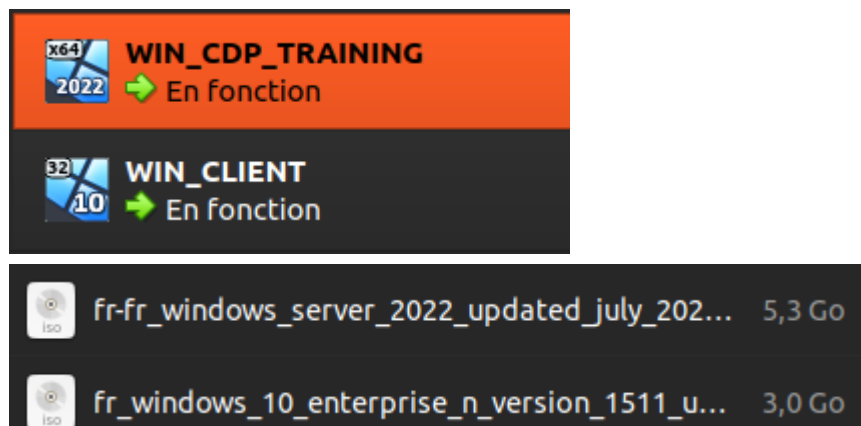 x64
2022
WIN_CDP_TRAINING
En fonction
32
10
WIN_CLIENT
En fonction
iso
fr-fr_windows_server_2022_updated_july_202... 5,3 Go
iso
fr_windows_10_enterprise_n_version_1511_u... 3,0 Go